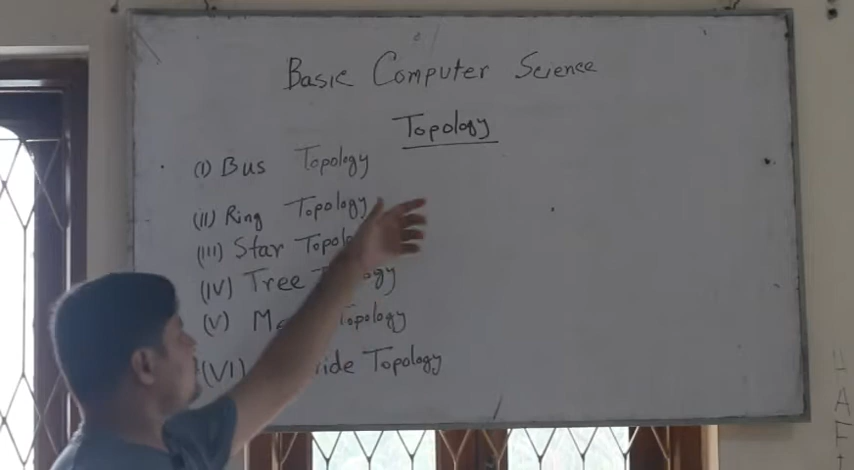 Basic Computer Science
Topology
(I) Bus Topology
(II) Ring Topology
(III) Star
(IV) Tree
(V)
(VI) Topology